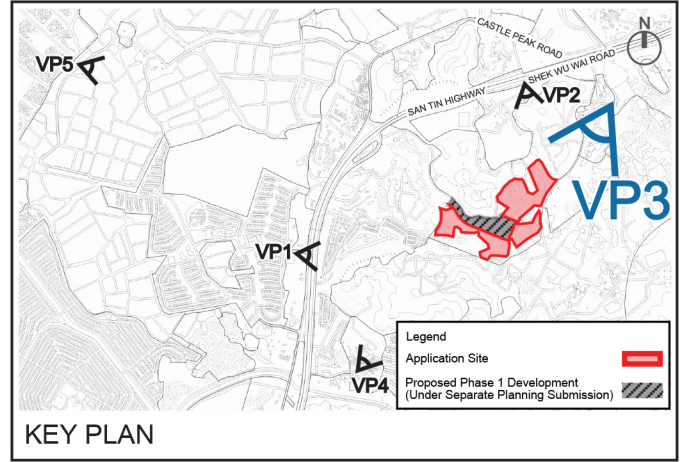 N
CASTLE PEAK ROAD
SHEK WU WAI ROAD
SAN TIN HIGHWAY
VP5
VP2
VP3
VP1
VP4
Legend
Application Site
Proposed Phase 1 Development
(Under Separate Planning Submission)
KEY PLAN